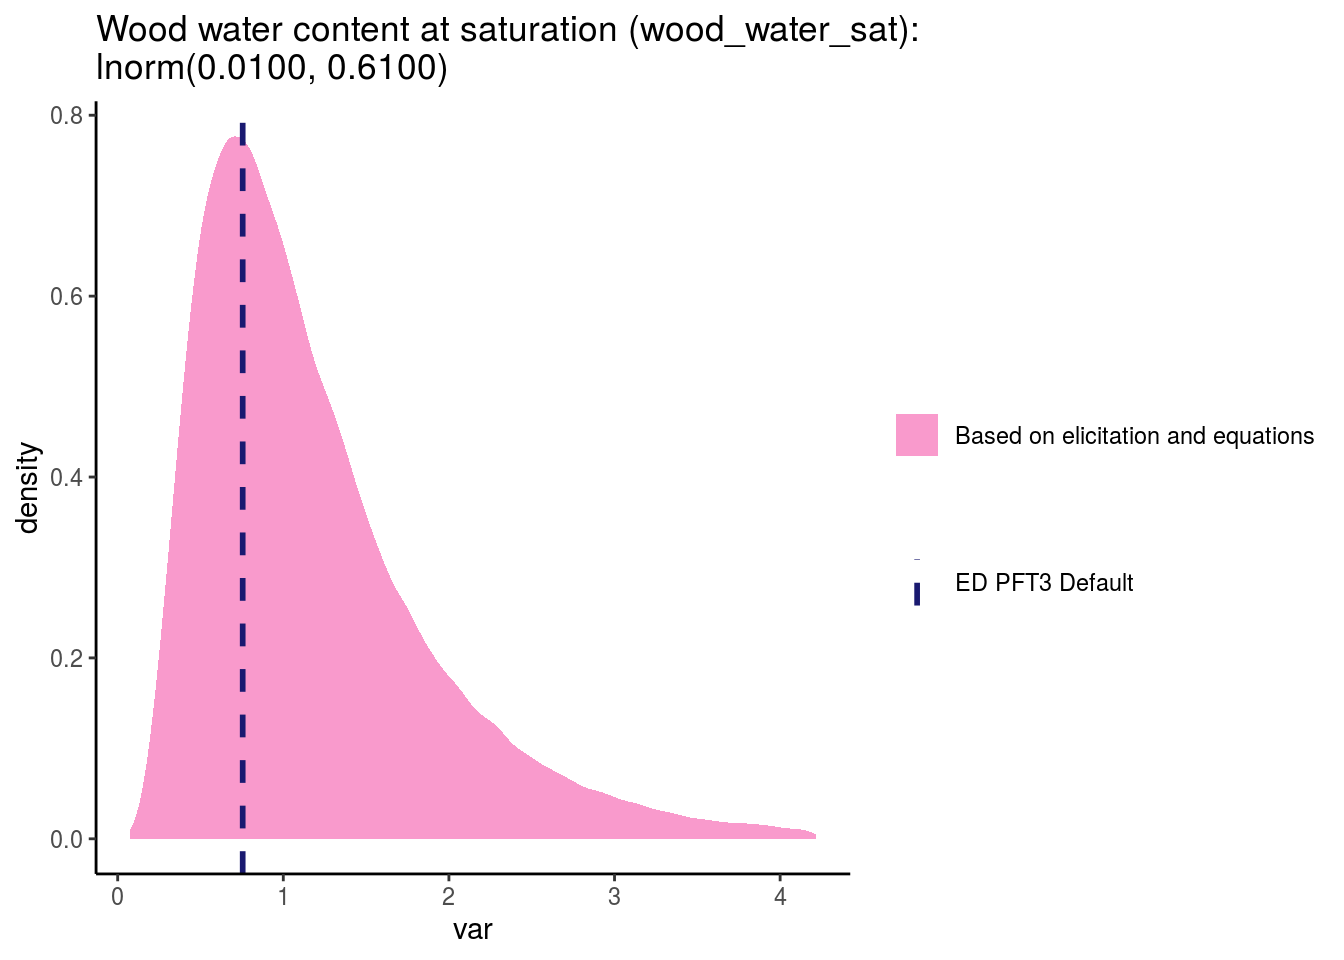 Wood water content at saturation (wood_water_sat):
lnorm(0.0100, 0.6100)
0.8
0.6
0.4
0.2
0.0
density
0
1
2
3
4
var
Based on elicitation and equations
ED PFT3 Default